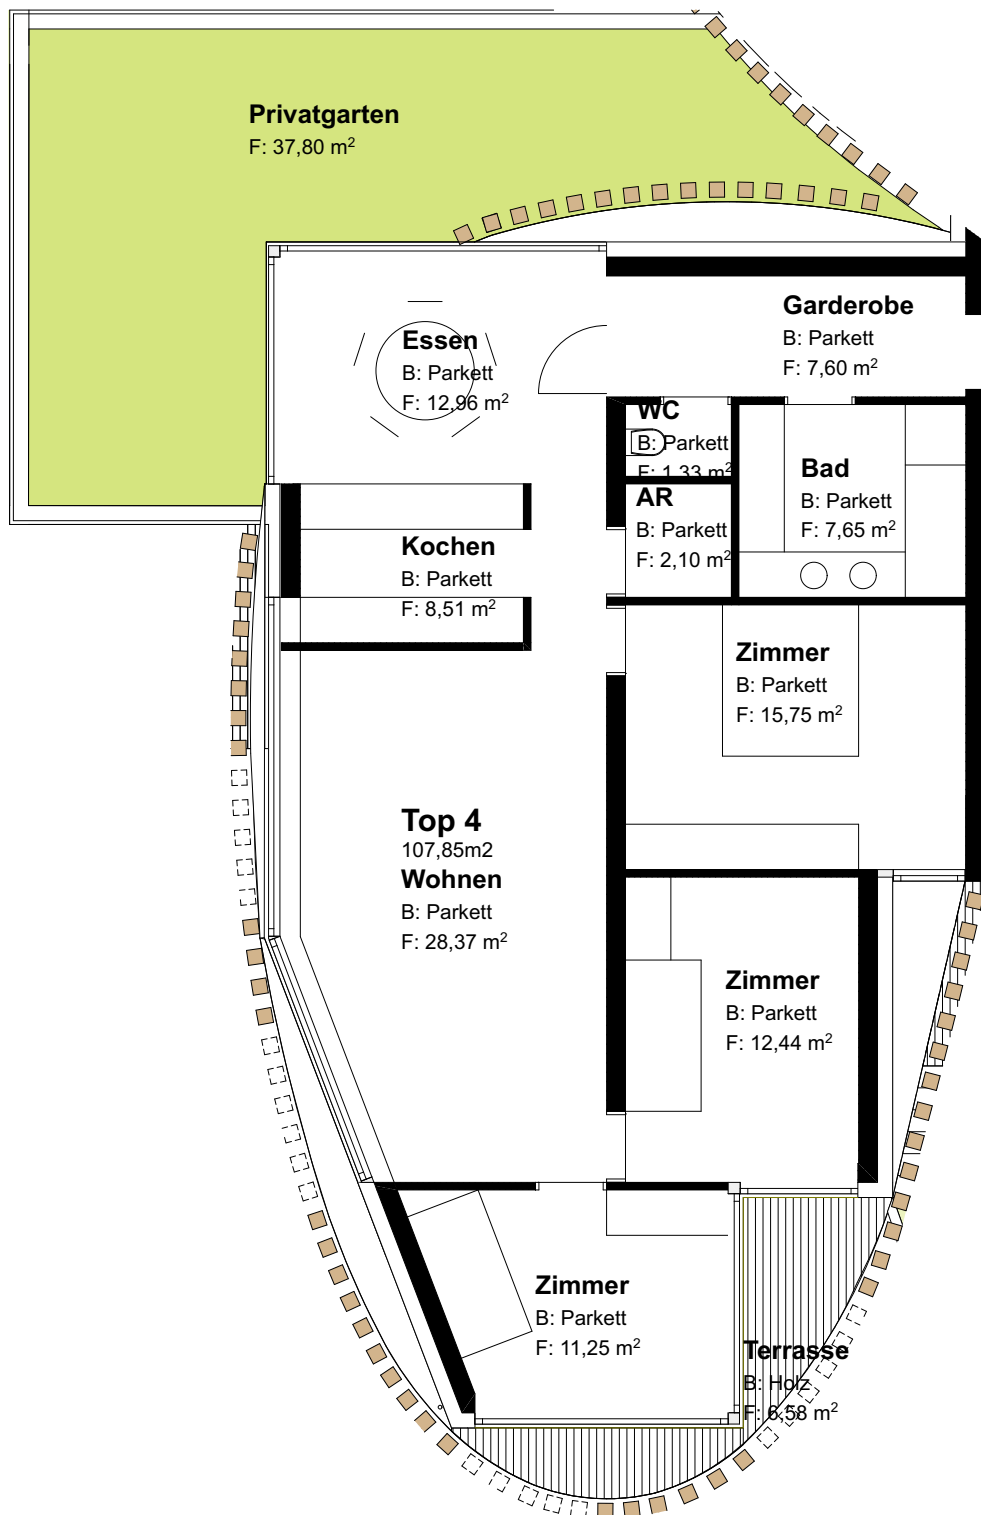 Privatgarten
F: 37,80 m²
Garderobe
B: Parkett
F: 7,60 m²
Essen
B: Parkett
F: 12,96 m²
WC
B: Parkett
F: 1,33 m²
Bad
B: Parkett
F: 7,65 m²
AR
B: Parkett
F: 2,10 m²
Kochen
B: Parkett
F: 8,51 m²
Zimmer
B: Parkett
F: 15,75 m²
Top 4
107,85m2
Wohnen
B: Parkett
F: 28,37 m²
Zimmer
B: Parkett
F: 12,44 m²
Zimmer
B: Parkett
F: 11,25 m²
Terrasse
B: Holz
F: 6,58 m²